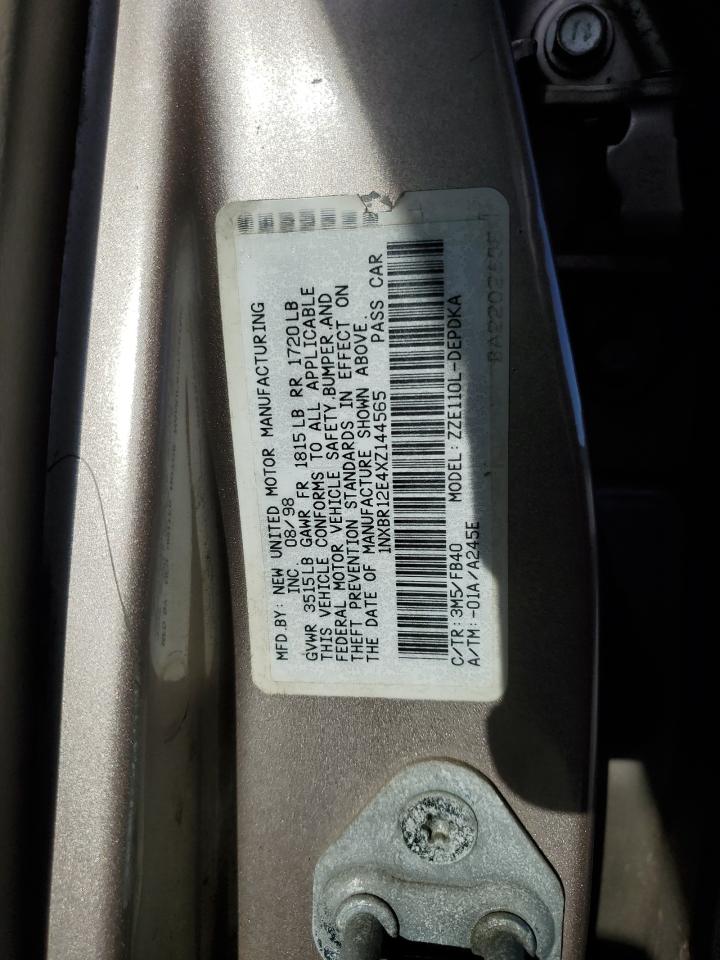 MFD.BY: NEW UNITED MOTOR MANUFACTURING
INC 08/98
GVWR 3515LB GAWR FR 1815LB RR 1720LB
THIS VEHICLE CONFORMS TO ALL APPLICABLE
FEDERAL MOTOR VEHICLE SAFETY,BUMPER,AND
THEFT PREVENTION STANDARDS IN EFFECT ON
THE DATE OF MANUFACTURE SHOWN ABOVE.
1NXBR12E4XZ144565 PASS CAR
C/TR:3M5/FB40 MODEL:ZZE110L-DEPDKA
A/TM:-01A/A245E